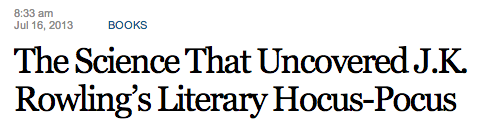 8:33 am
Jul 16, 2013 BOOKS
The Science That Uncovered J.K.
Rowling’s Literary Hocus-Pocus